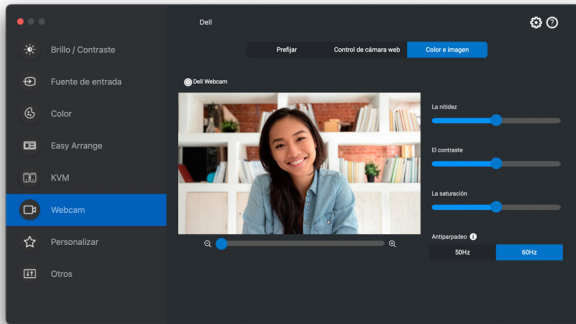 Dell
Brillo / Contraste
Fuente de entrada
Color
Easy Arrange
KVM
Webcam
Personalizar
Otros
Prefijar
Control de cámara web
Color e imagen
Dell Webcam
La nitidez
El contraste
La saturación
Antiparpadeo
50Hz
60Hz